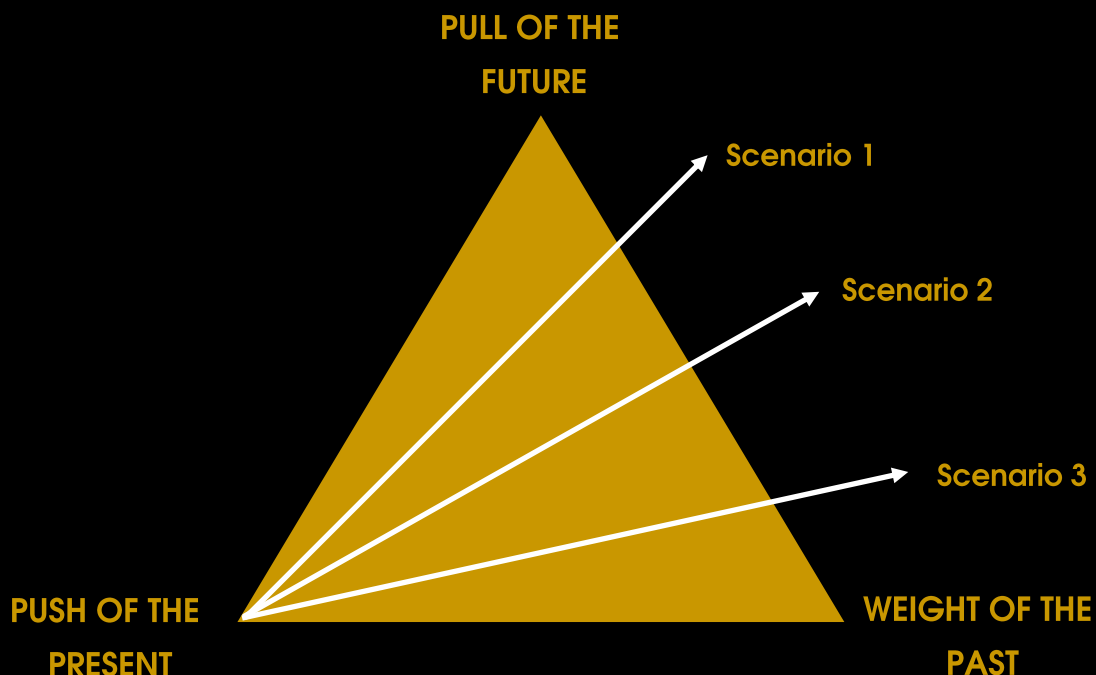 PULL OF THE
FUTURE
Scenario 1
Scenario 2
Scenario 3
PUSH OF THE
PRESENT
WEIGHT OF THE
PAST